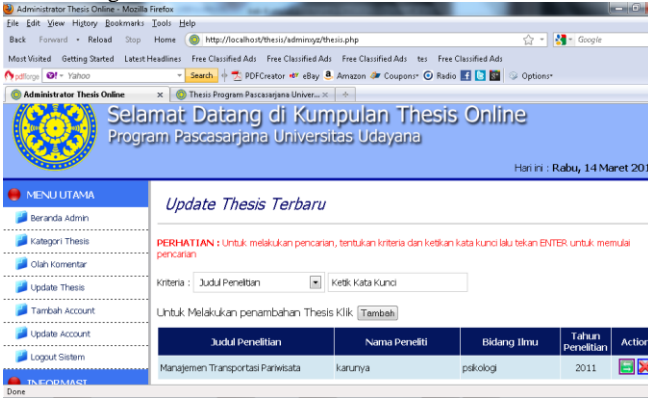 Administrator Thesis Online - Mozilla Firefox
File Edit View History Bookmarks Tools Help
Back Forward Reload Stop Home http://localhost/thesis/adminxyz/thesis.php Google
Most Visited Getting Started Latest Headlines Free Classified Ads Free Classified Ads Free Classified Ads tes Free Classified Ads
pdfforge Yahoo Search PDFCreator eBay Amazon Coupons Radio Options
Administrator Thesis Online Thesis Program Pascasarjana Univer...
Selamat Datang di Kumpulan Thesis Online
Program Pascasarjana Universitas Udayana
Hari ini : Rabu, 14 Maret 201
MENU UTAMA
Beranda Admin
Kategori Thesis
Olah Komentar
Update Thesis
Tambah Account
Update Account
Logout Sistem
INFORMASI
Update Thesis Terbaru
PERHATIAN : Untuk melakukan pencarian, tentukan kriteria dan ketikan kata kunci lalu tekan ENTER untuk memulai
pencarian
Kriteria : Judul Penelitian Ketik Kata Kunci
Untuk Melakukan penambahan Thesis Klik Tambah
Judul Penelitian Nama Peneliti Bidang Ilmu Tahun Penelitian Action
Manajemen Transportasi Pariwisata karunya psikologi 2011
Done